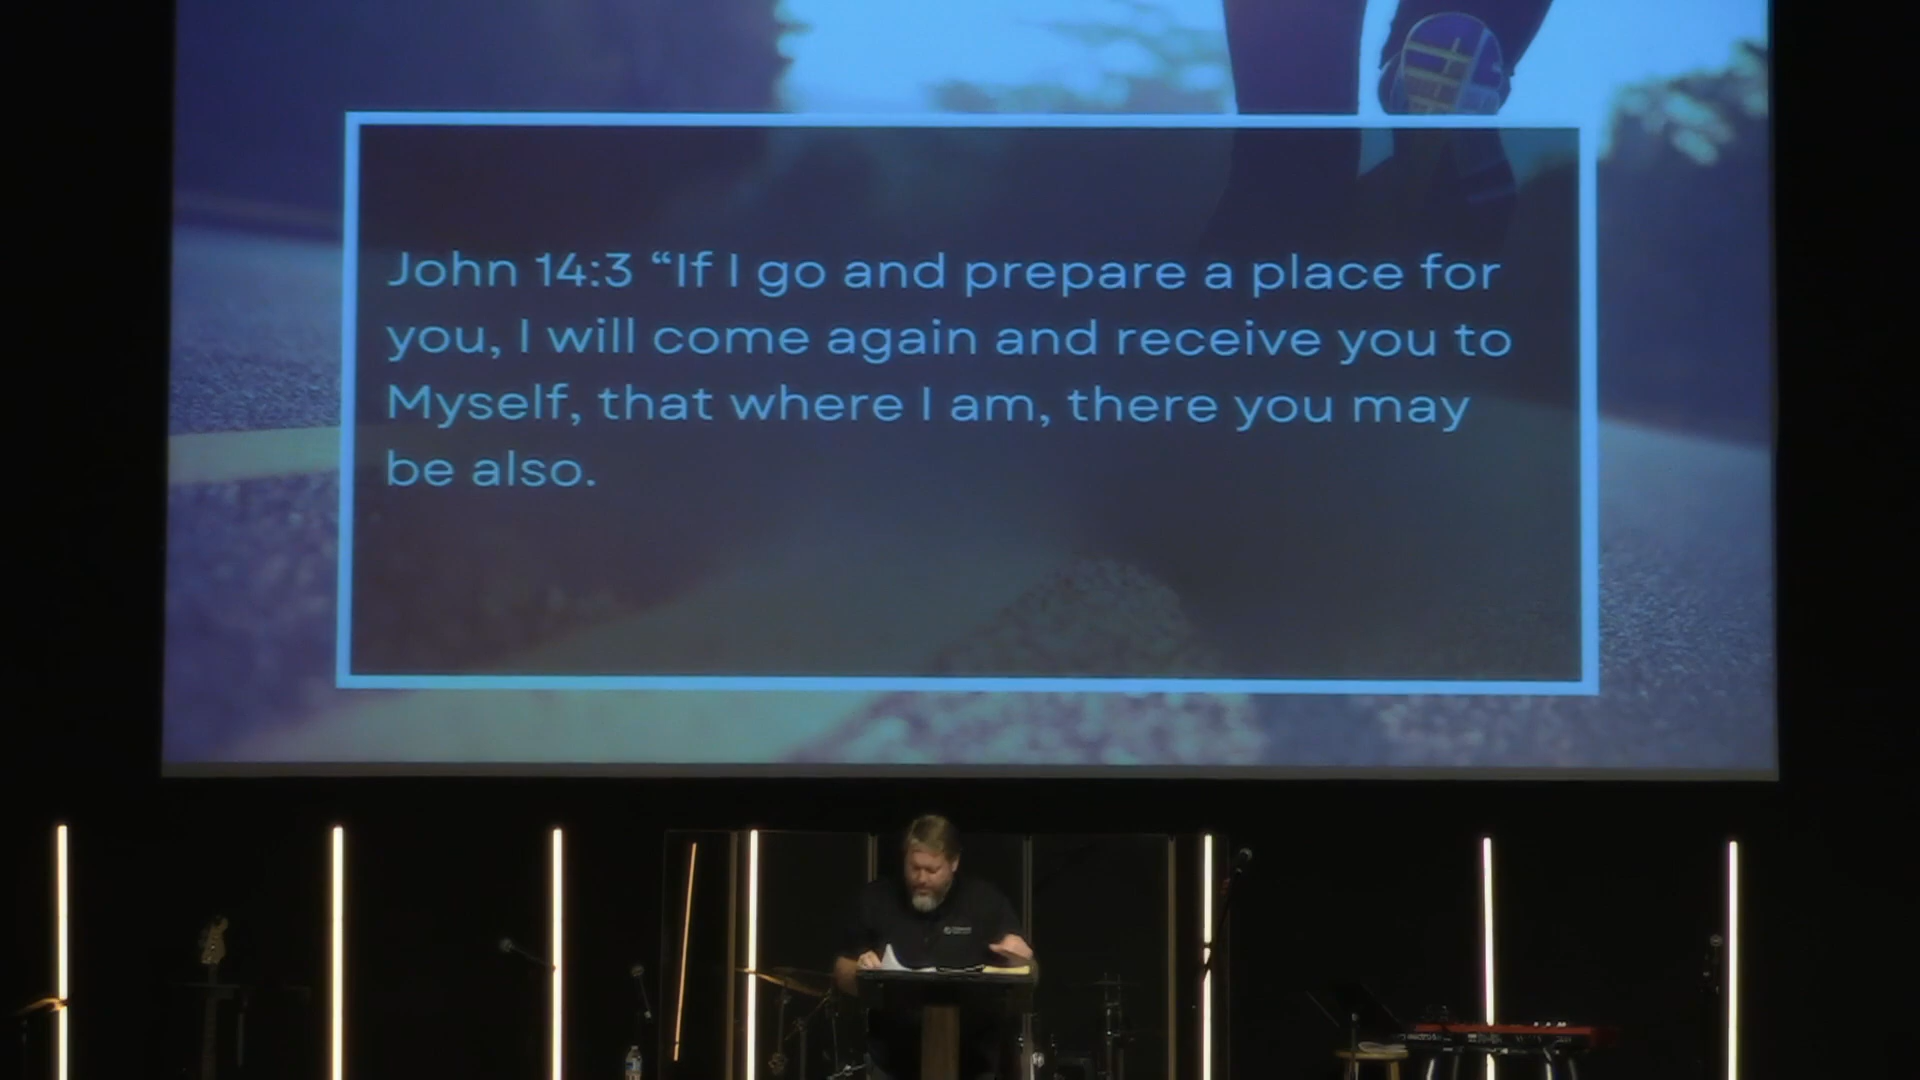 John 14:3 “If I go and prepare a place for
you, I will come again and receive you to
Myself, that where I am, there you may
be also.